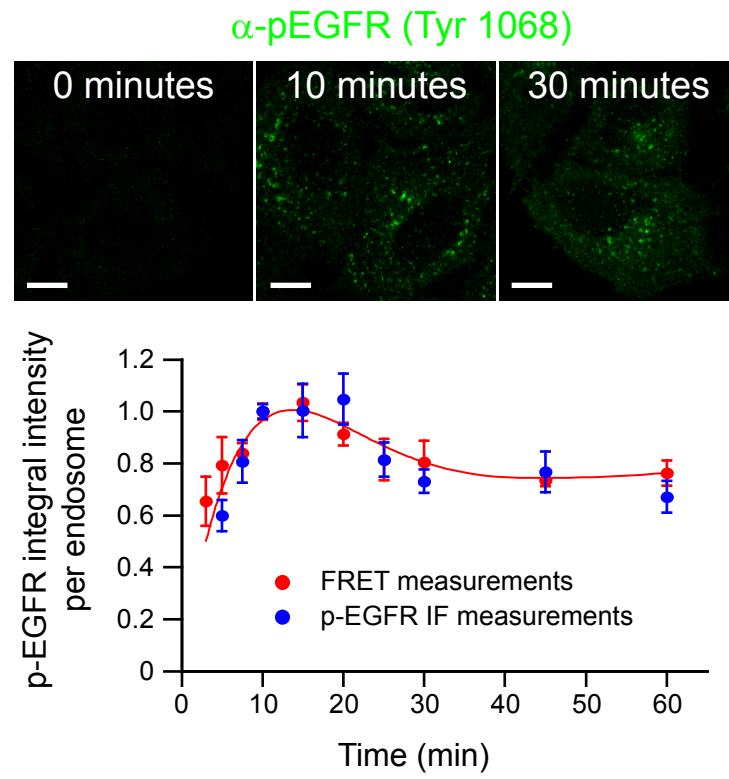 α-pEGFR (Tyr 1068)
0 minutes
10 minutes
30 minutes
p-EGFR integral intensity
per endosome
1.2
1.0
0.8
0.6
0.4
0.2
0
FRET measurements
p-EGFR IF measurements
0 10 20 30 40 50 60
Time (min)